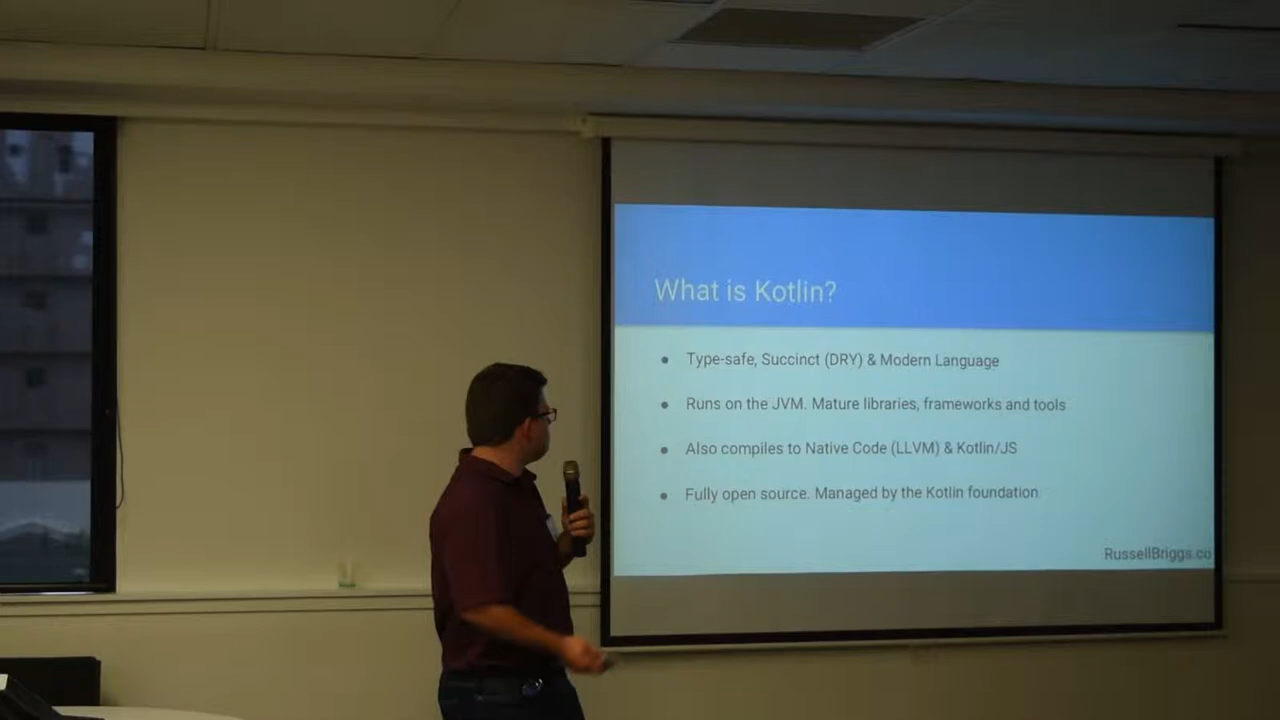 What is Kotlin?
Type-safe, Succinct (DRY) & Modern Language
Runs on the JVM. Mature libraries, frameworks and tools
Also compiles to Native Code (LLVM) & Kotlin/JS
Fully open source. Managed by the Kotlin foundation
RussellBriggs.co